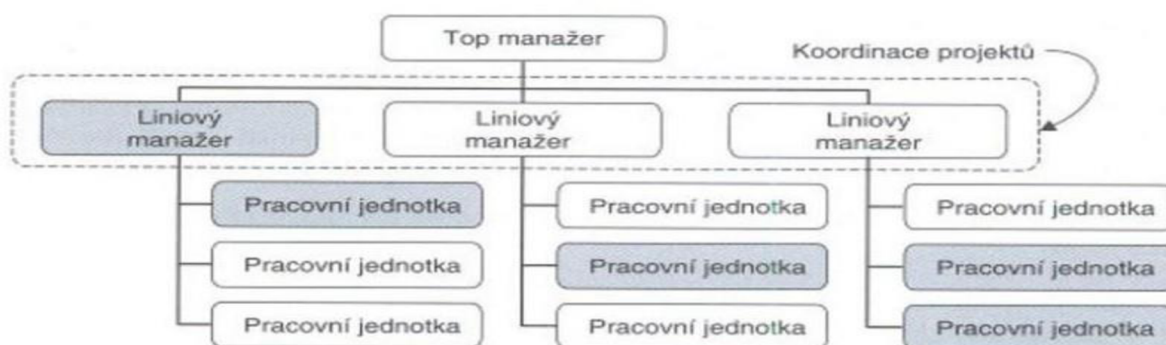 Top manažer
Koordinace projektů
Liniový
manažer
Liniový
manažer
Liniový
manažer
Pracovní jednotka
Pracovní jednotka
Pracovní jednotka
Pracovní jednotka
Pracovní jednotka
Pracovní jednotka
Pracovní jednotka
Pracovní jednotka
Pracovní jednotka